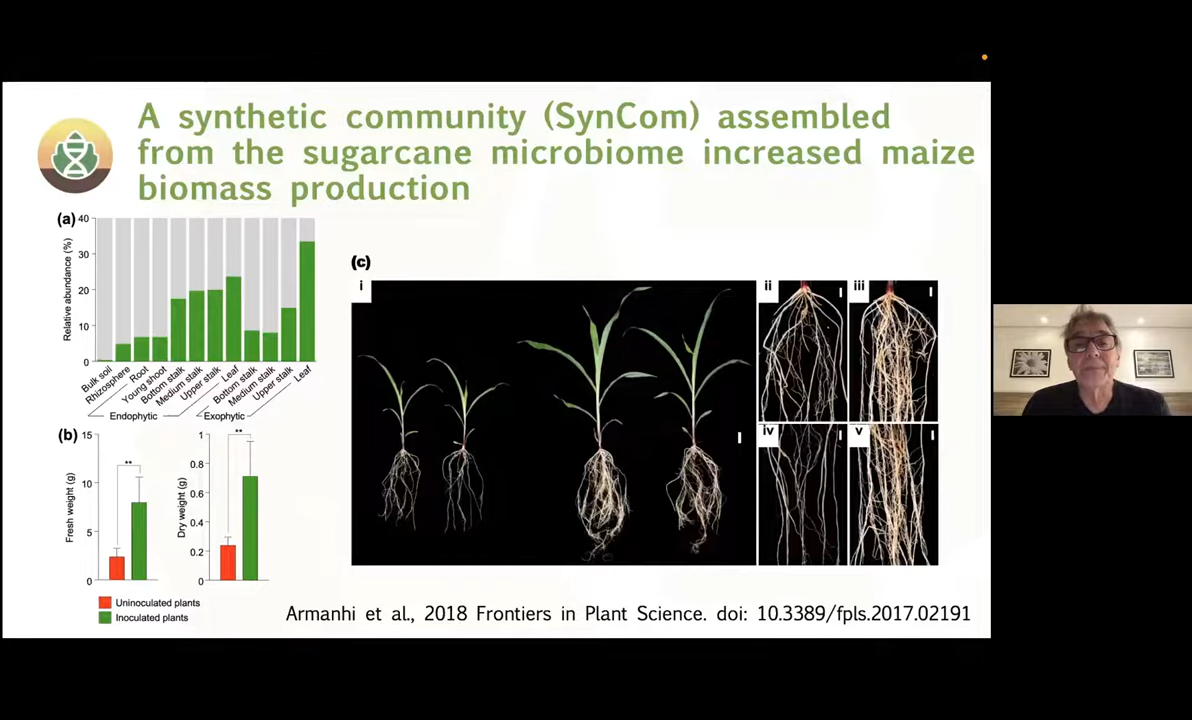 A synthetic community (SynCom) assembled
from the sugarcane microbiome increased maize
biomass production
(a)
40
30
20
10
0
Relative abundance (%)
Bulk soil
Rhizosphere
Root
Young shoot
Bottom stalk
Medium stalk
Upper stalk
Leaf
Bottom stalk
Medium stalk
Upper stalk
Leaf
Endophytic
Exophytic
(b)
15
10
5
0
Fresh weight (g)
**
1
0.8
0.6
0.4
0.2
0
Dry weight (g)
**
Uninoculated plants
Inoculated plants
(c)
i
ii
iii
iv
v
Armanhi et al., 2018 Frontiers in Plant Science. doi: 10.3389/fpls.2017.02191